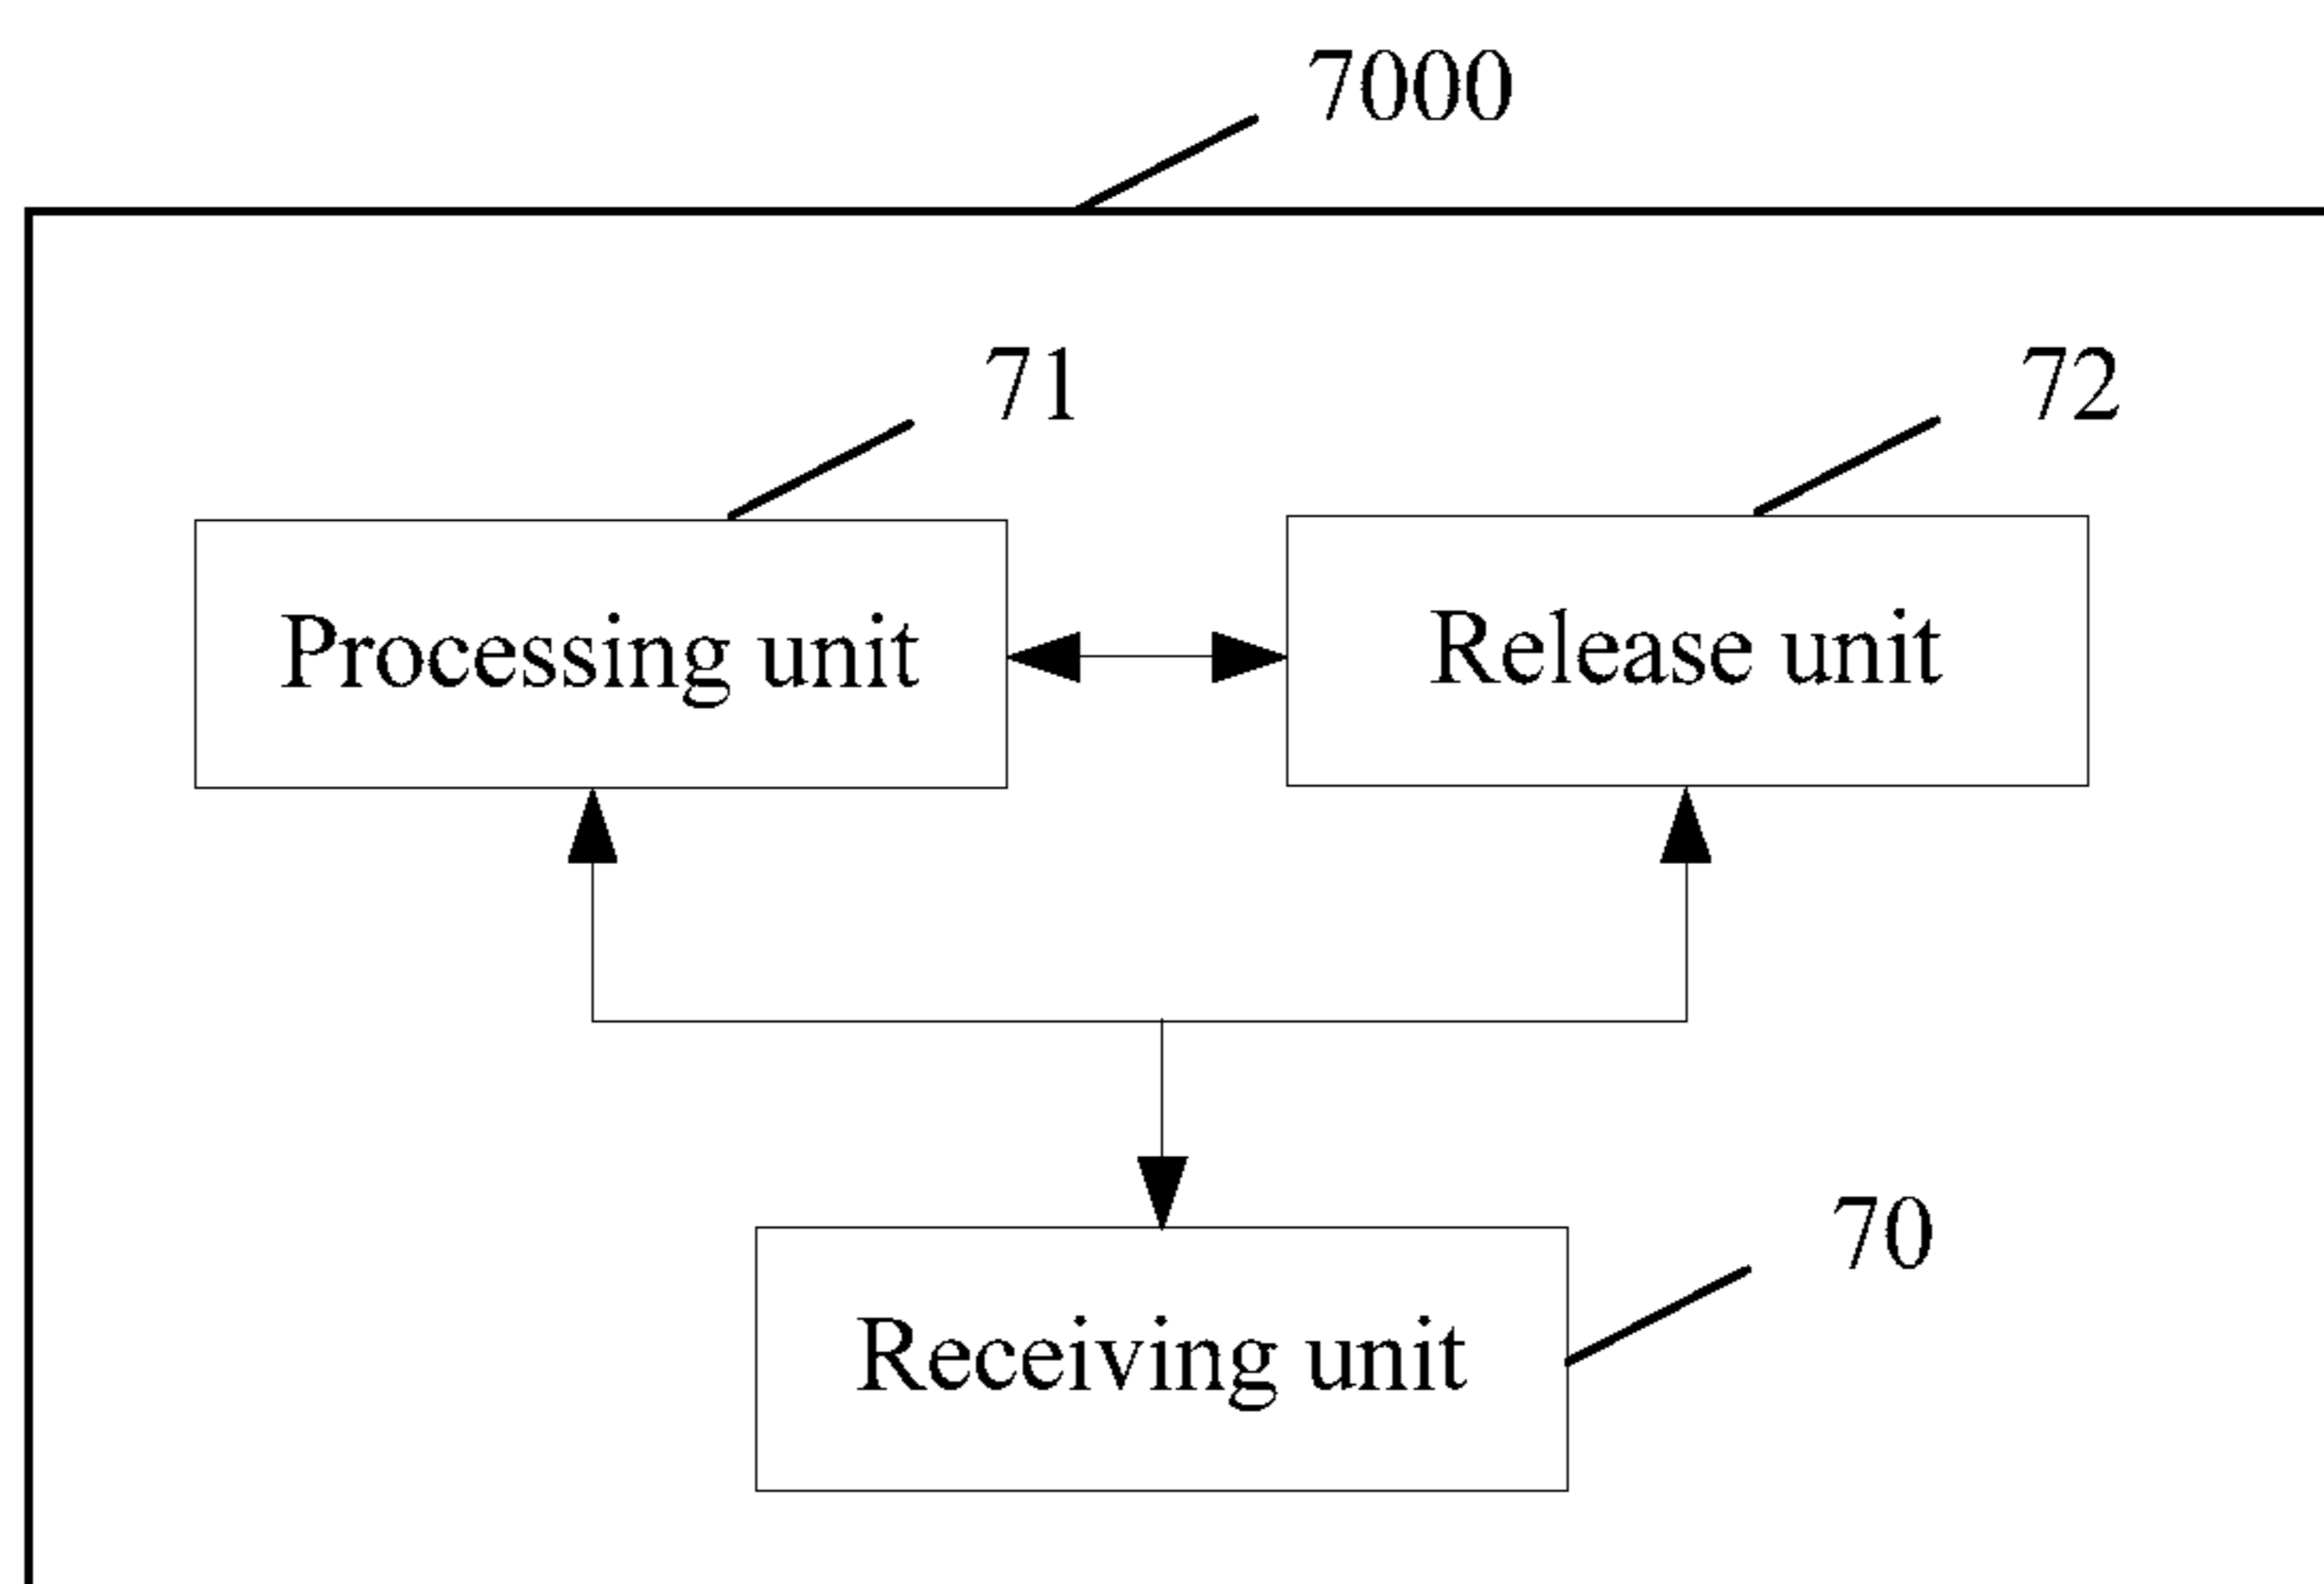 7000
71
72
Processing unit
Release unit
70
Receiving unit